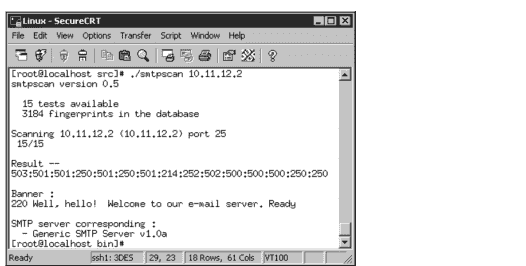 Linux - SecureCRT
File Edit View Options Transfer Script Window Help
[root@localhost src]# ./smtpscan 10.11.12.2
smtpscan version 0.5
15 tests available
3184 fingerprints in the database
Scanning 10.11.12.2 (10.11.12.2) port 25
15/15
Result --
503:501:501:250:501:250:501:214:252:502:500:500:500:250:250
Banner :
220 Well, hello! Welcome to our e-mail server. Ready
SMTP server corresponding :
- Generic SMTP Server v1.0a
[root@localhost bin]#
Ready ssh1: 3DES 29, 23 18 Rows, 61 Cols VT100